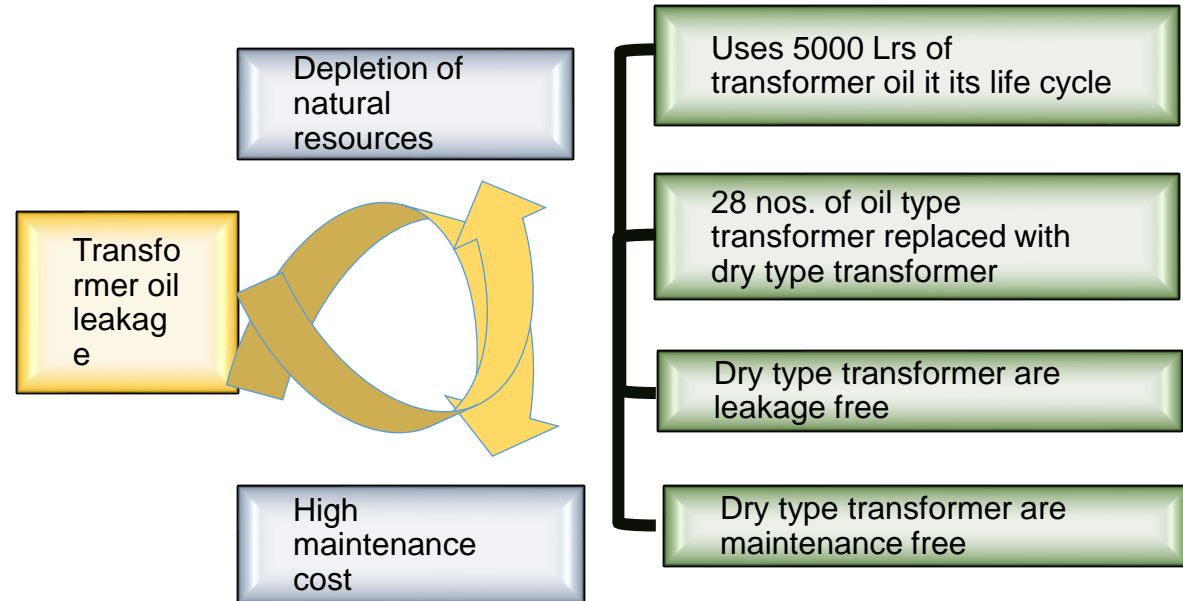 Depletion of
natural
resources
Transfo
rmer oil
leakag
e
High
maintenance
cost
Uses 5000 Lrs of
transformer oil it its life cycle
28 nos. of oil type
transformer replaced with
dry type transformer
Dry type transformer are
leakage free
Dry type transformer are
maintenance free